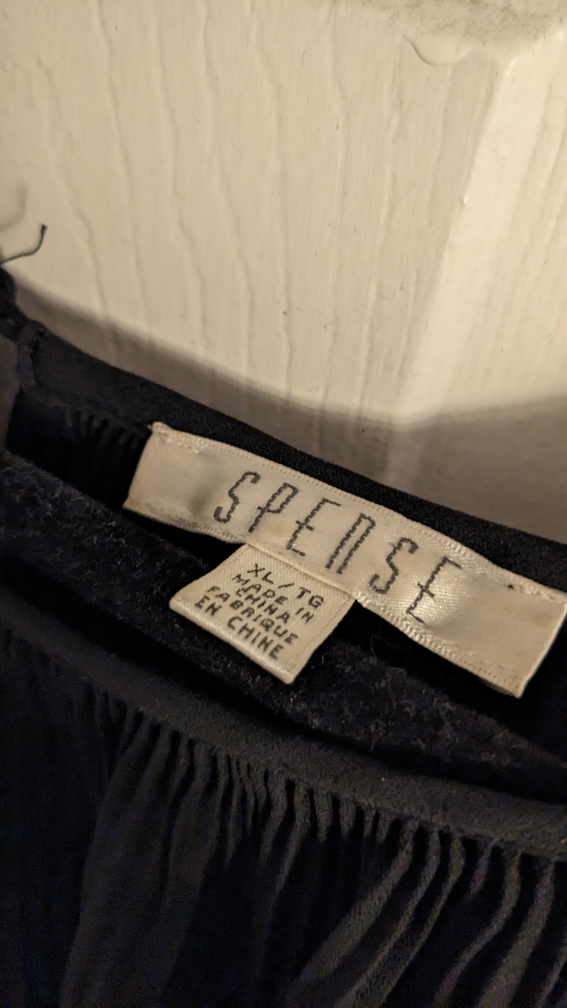 SPENSE
XL/TG
MADE IN
CHINA
FABRIQUE
EN CHINE